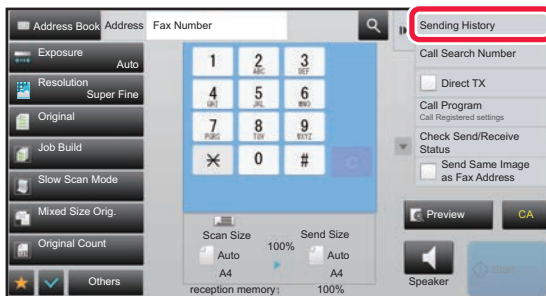 Address Book Address Fax Number
Sending History
Exposure
Auto
Call Search Number
Resolution
Super Fine
Direct TX
Original
Call Program
Call Registered settings
Job Build
Check Send/Receive
Status
Slow Scan Mode
Send Same Image
as Fax Address
Mixed Size Orig.
Original Count
Others
1
2
ABC
3
DEF
4
GHI
5
JKL
6
MNO
7
PQRS
8
TUV
9
WXYZ
0
#
C
Scan Size
Send Size
100%
Auto
Auto
A4
A4
reception memory: 100%
Preview
CA
Speaker
Start